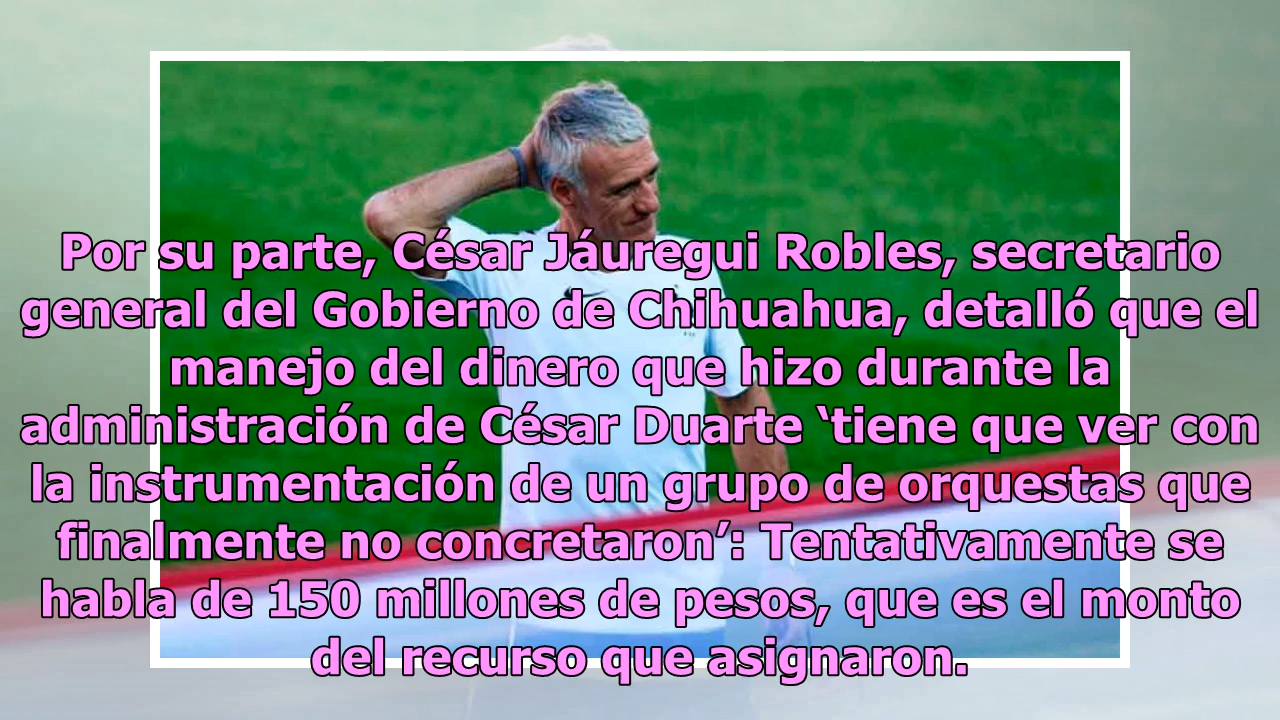 Por su parte, César Jáuregui Robles, secretario
general del Gobierno de Chihuahua, detalló que el
manejo del dinero que hizo durante la
administración de César Duarte ‘tiene que ver con
la instrumentación de un grupo de orquestas que
finalmente no concretaron’: Tentativamente se
habla de 150 millones de pesos, que es el monto
del recurso que asignaron.